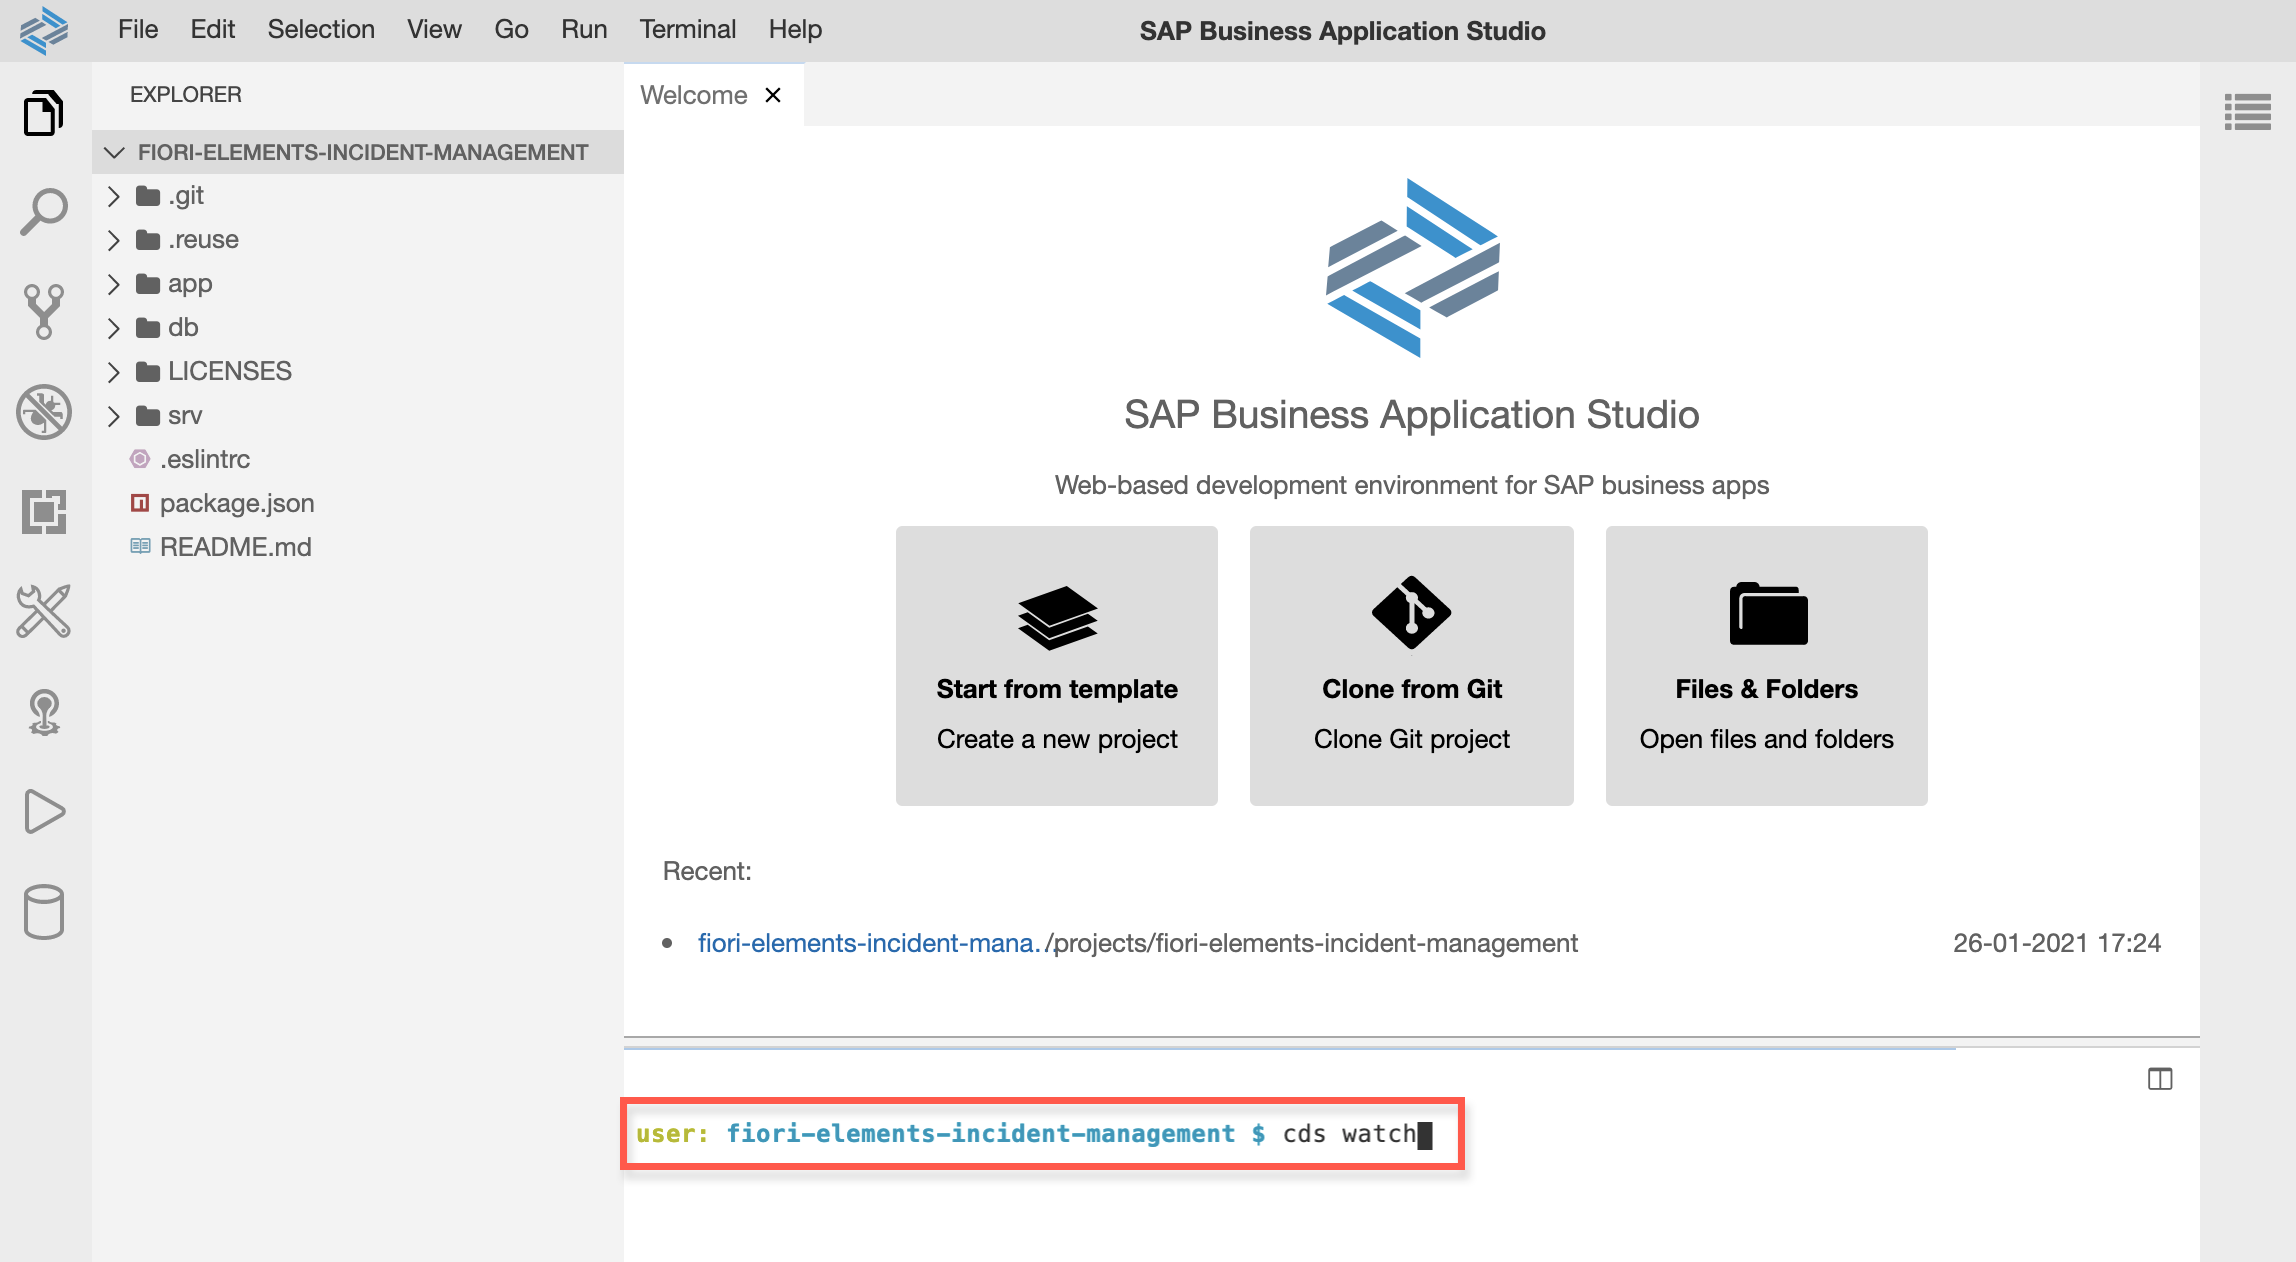 File Edit Selection View Go Run Terminal Help
SAP Business Application Studio
EXPLORER
FIORI-ELEMENTS-INCIDENT-MANAGEMENT
.git
.reuse
app
db
LICENSES
srv
.eslintrc
package.json
README.md
Welcome
SAP Business Application Studio
Web-based development environment for SAP business apps
Start from template
Create a new project
Clone from Git
Clone Git project
Files & Folders
Open files and folders
Recent:
fiori-elements-incident-mana../projects/fiori-elements-incident-management 26-01-2021 17:24
user: fiori-elements-incident-management $ cds watch